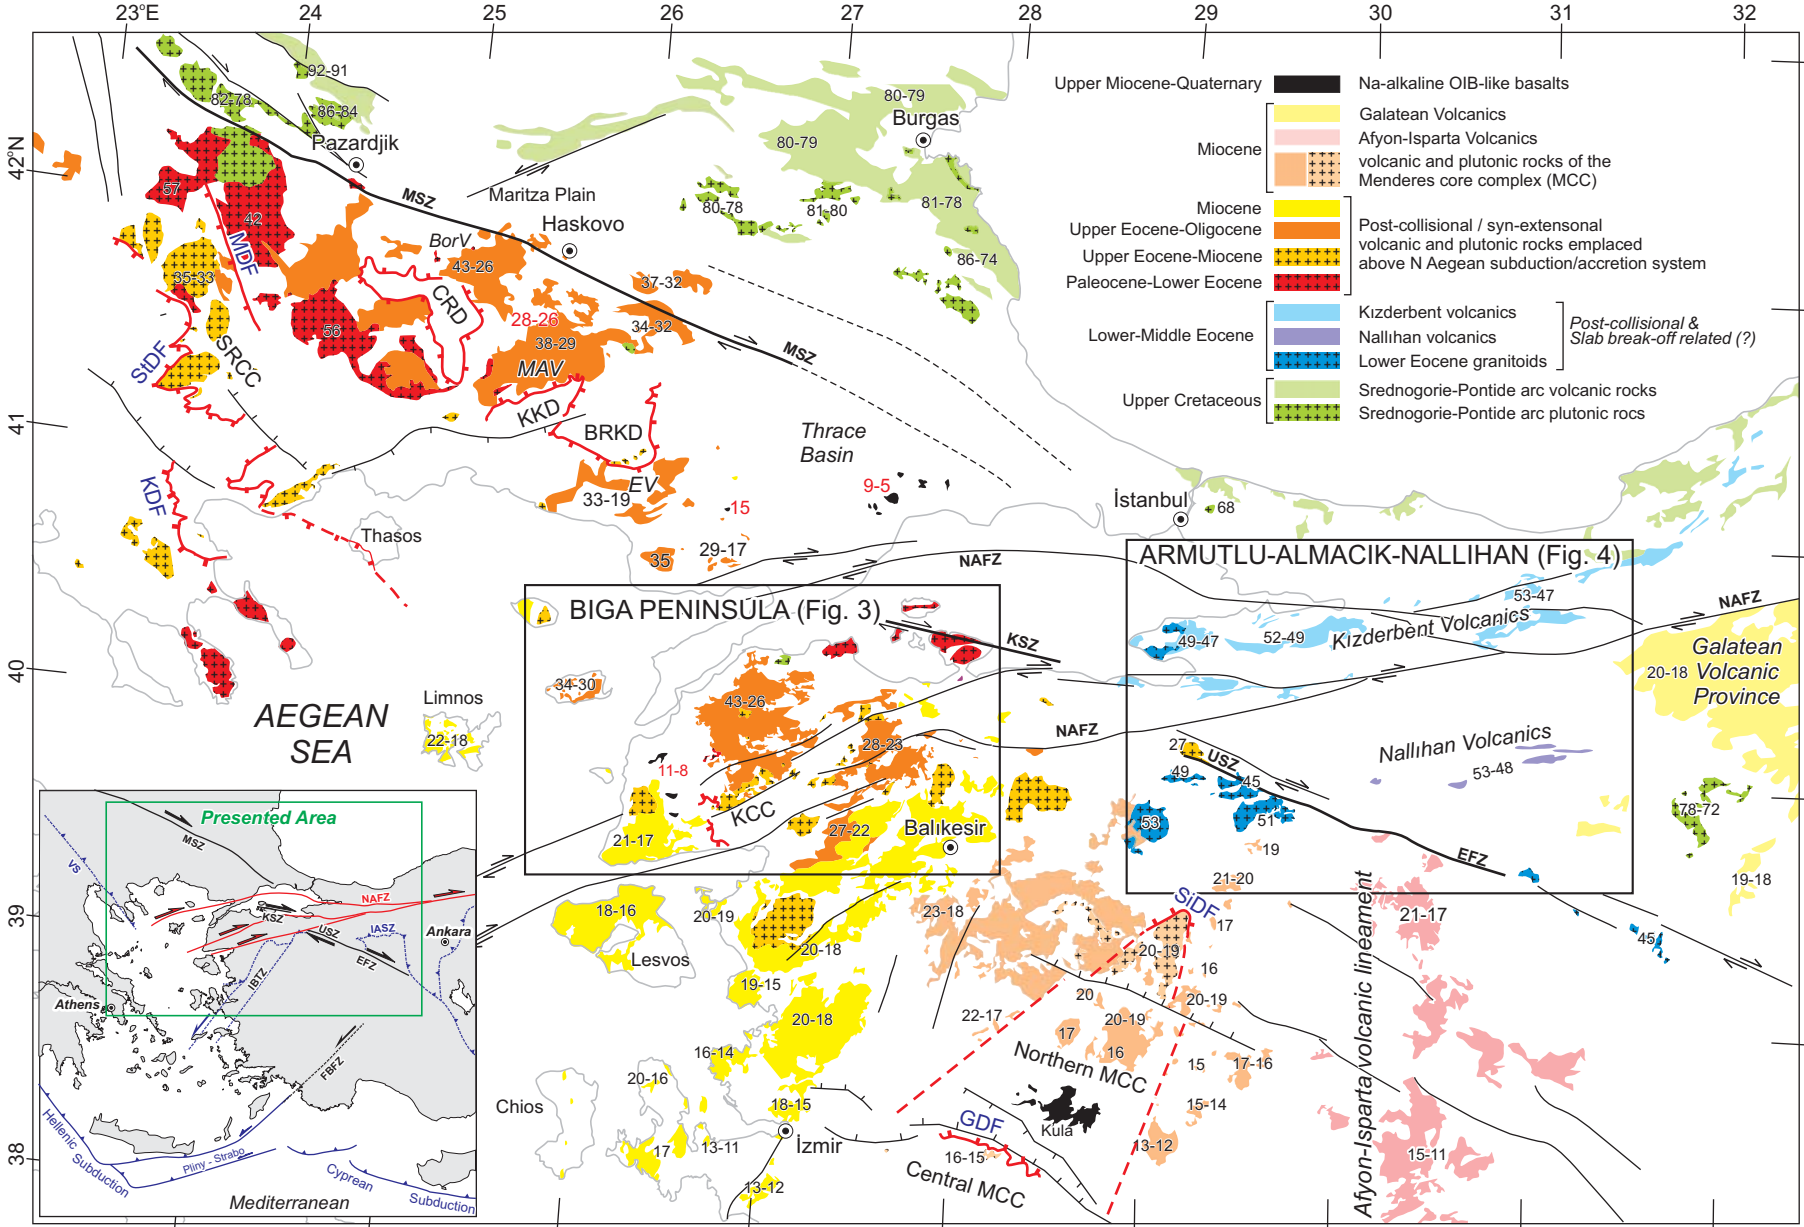 23°E 24 25 26 27 28 29 30 31 32
42°N
41
40
39
38
Upper Miocene-Quaternary
Na-alkaline OIB-like basalts
Miocene
Galatean Volcanics
Afyon-Isparta Volcanics
volcanic and plutonic rocks of the
Menderes core complex (MCC)
Miocene
Upper Eocene-Oligocene
Upper Eocene-Miocene
Paleocene-Lower Eocene
Post-collisional / syn-extensonal
volcanic and plutonic rocks emplaced
above N Aegean subduction/accretion system
Lower-Middle Eocene
Kızderbent volcanics
Nallıhan volcanics
Lower Eocene granitoids
Post-collisional &
Slab break-off related (?)
Upper Cretaceous
Srednogorie-Pontide arc volcanic rocks
Srednogorie-Pontide arc plutonic rocs
92-91
82-78
86-84
Pazardjik
57
42
MDF
35-33
MSZ
Maritza Plain
Haskovo
BorV.
43-26
CRD
56
StDF
SRCC
28-26
38-29
MAV
37-32
34-32
MSZ
KKD
BRKD
EV
33-19
KDF
Thasos
80-79
Burgas
80-79
80-78
81-80
81-78
86-74
Thrace
Basin
9-5
15
29-17
35
İstanbul
68
NAFZ
BIGA PENINSULA (Fig. 3)
KSZ
34-30
43-26
28-23
11-8
KCC
21-17
27-22
Balıkesir
NAFZ
ARMUTLU-ALMACIK-NALLIHAN (Fig. 4)
53-47
49-47
52-49
Kızderbent Volcanics
NAFZ
Galatean
Volcanic
Province
20-18
Nallıhan Volcanics
53-48
27
USZ
49
45
53
51
19
EFZ
78-72
19-18
45
Limnos
22-18
AEGEAN
SEA
18-16
Lesvos
20-19
20-18
19-15
20-18
16-14
20-16
Chios
18-15
İzmir
17
13-11
13-12
23-18
21-20
SiDF
17
20-19
16
20
20-19
22-17
17
20-19
16
Northern MCC
15
17-16
15-14
Kula
13-12
GDF
16-15
Central MCC
Afyon-Isparta volcanic lineament
21-17
15-11
Presented Area
MSZ
VS
NAFZ
KSZ
USZ
IASZ
Ankara
EFZ
IBTZ
Athens
FBFZ
Hellenic
Subduction
Pliny - Strabo
Cyprean
Subduction
Mediterranean